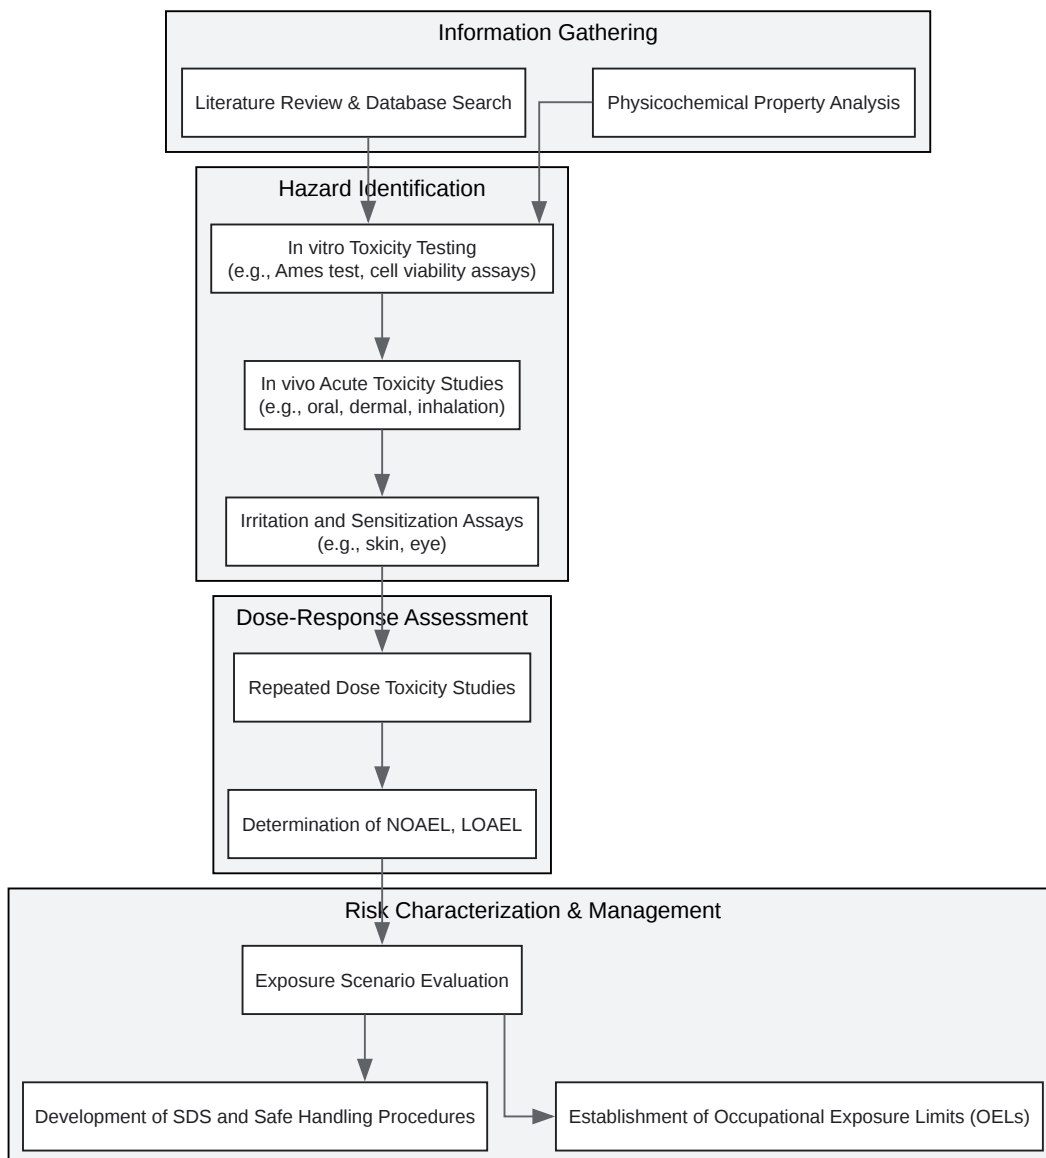 Information Gathering
Literature Review & Database Search
Physicochemical Property Analysis
Hazard Identification
In vitro Toxicity Testing
(e.g., Ames test, cell viability assays)
In vivo Acute Toxicity Studies
(e.g., oral, dermal, inhalation)
Irritation and Sensitization Assays
(e.g., skin, eye)
Dose-Response Assessment
Repeated Dose Toxicity Studies
Determination of NOAEL, LOAEL
Risk Characterization & Management
Exposure Scenario Evaluation
Development of SDS and Safe Handling Procedures
Establishment of Occupational Exposure Limits (OELs)